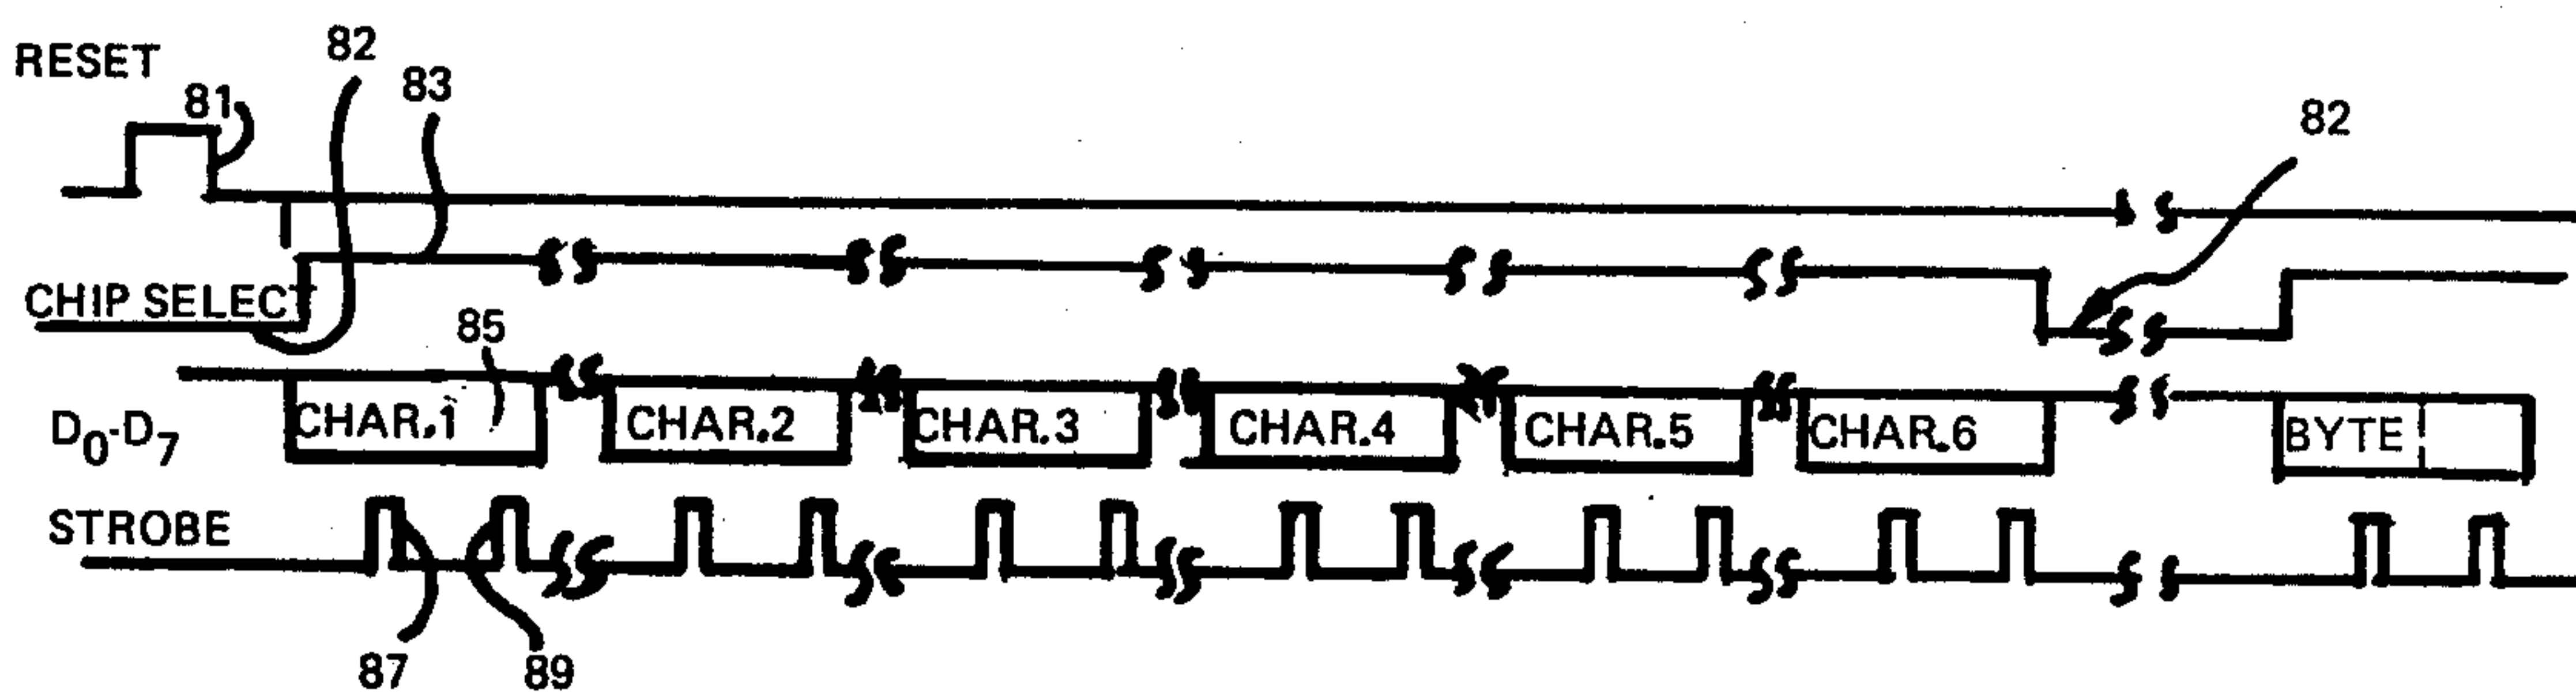 RESET
81
82
83
82
CHIP SELECT
85
D0-D7
CHAR.1
CHAR.2
CHAR.3
CHAR.4
CHAR.5
CHAR.6
BYTE
STROBE
87
89